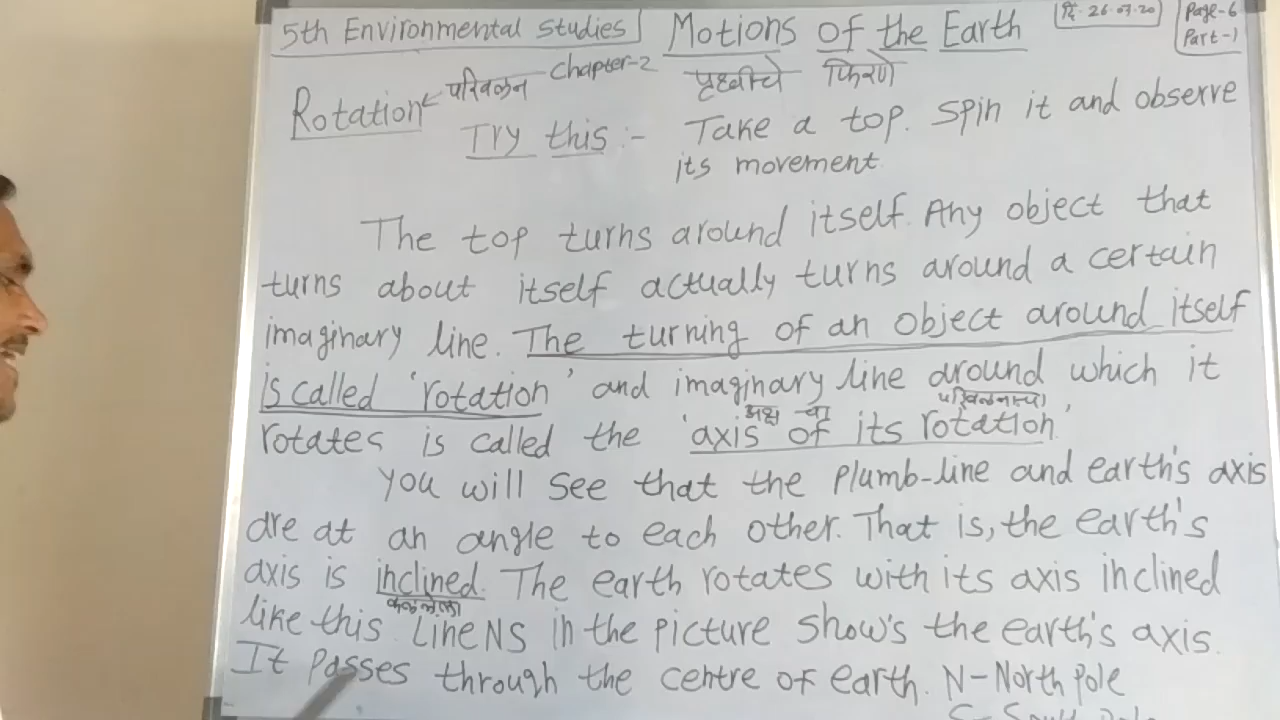 5th Environmental Studies Motions of the Earth दि. 26.07.20 Page-6
Part-1
Chapter-2 पृथ्वीचे फिरणे
Rotation परिवलन
Try this :- Take a top. Spin it and observe
its movement.
The top turns around itself. Any object that
turns about itself actually turns around a certain
imaginary line. The turning of an object around itself
is called 'rotation' and imaginary line around which it
अक्ष चा परिवलनाचा
rotates is called the 'axis of its rotation.'
You will see that the plumb-line and earth's axis
are at an angle to each other. That is, the earth's
axis is inclined. The earth rotates with its axis inclined
कललेला
like this. Line NS in the picture show's the earth's axis.
It passes through the centre of earth. N-North pole
S-South Pole